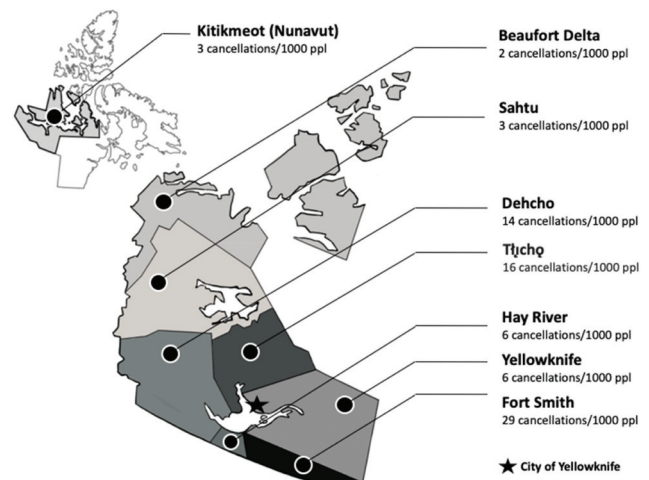 Kitikmeot (Nunavut)
3 cancellations/1000 ppl
Beaufort Delta
2 cancellations/1000 ppl
Sahtu
3 cancellations/1000 ppl
Dehcho
14 cancellations/1000 ppl
Tłı̨chǫ
16 cancellations/1000 ppl
Hay River
6 cancellations/1000 ppl
Yellowknife
6 cancellations/1000 ppl
Fort Smith
29 cancellations/1000 ppl
City of Yellowknife